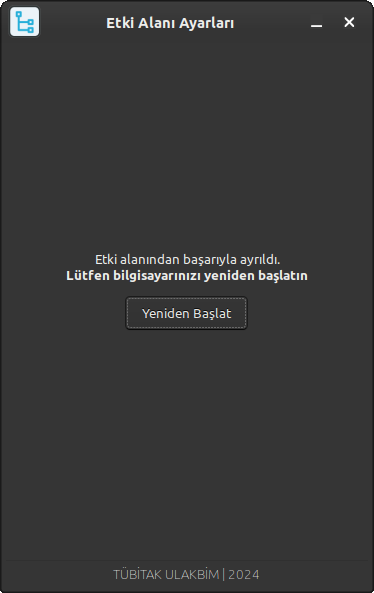 Etki Alanı Ayarları
Etki alanından başarıyla ayrıldı.
Lütfen bilgisayarınızı yeniden başlatın
Yeniden Başlat
TÜBİTAK ULAKBİM | 2024